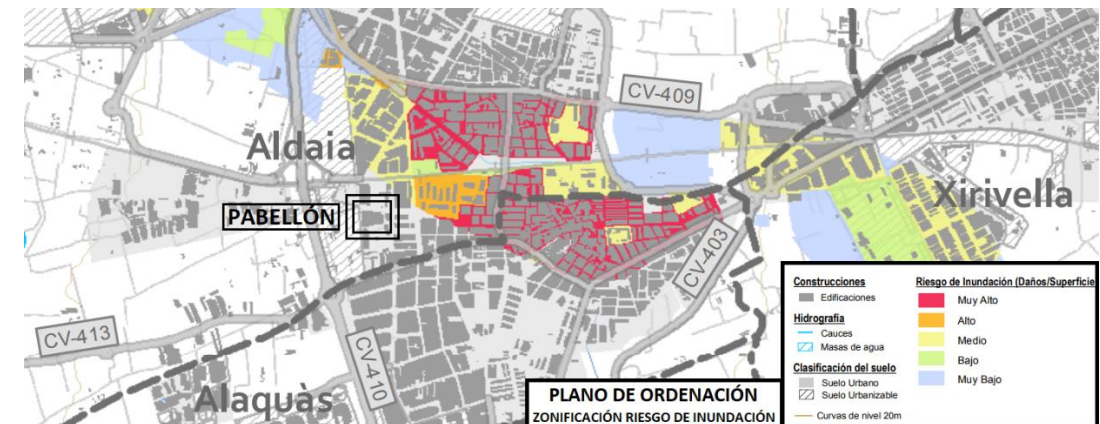 CV-409
Aldaia
Xirivella
PABELLÓN
CV-403
CV-413
CV-410
Alaquàs
PLANO DE ORDENACIÓN
ZONIFICACIÓN RIESGO DE INUNDACIÓN
Construcciones
Edificaciones
Hidrografía
Cauces
Masas de agua
Clasificación del suelo
Suelo Urbano
Suelo Urbanizable
Curvas de nivel 20m
Riesgo de Inundación (Daños/Superficie
Muy Alto
Alto
Medio
Bajo
Muy Bajo